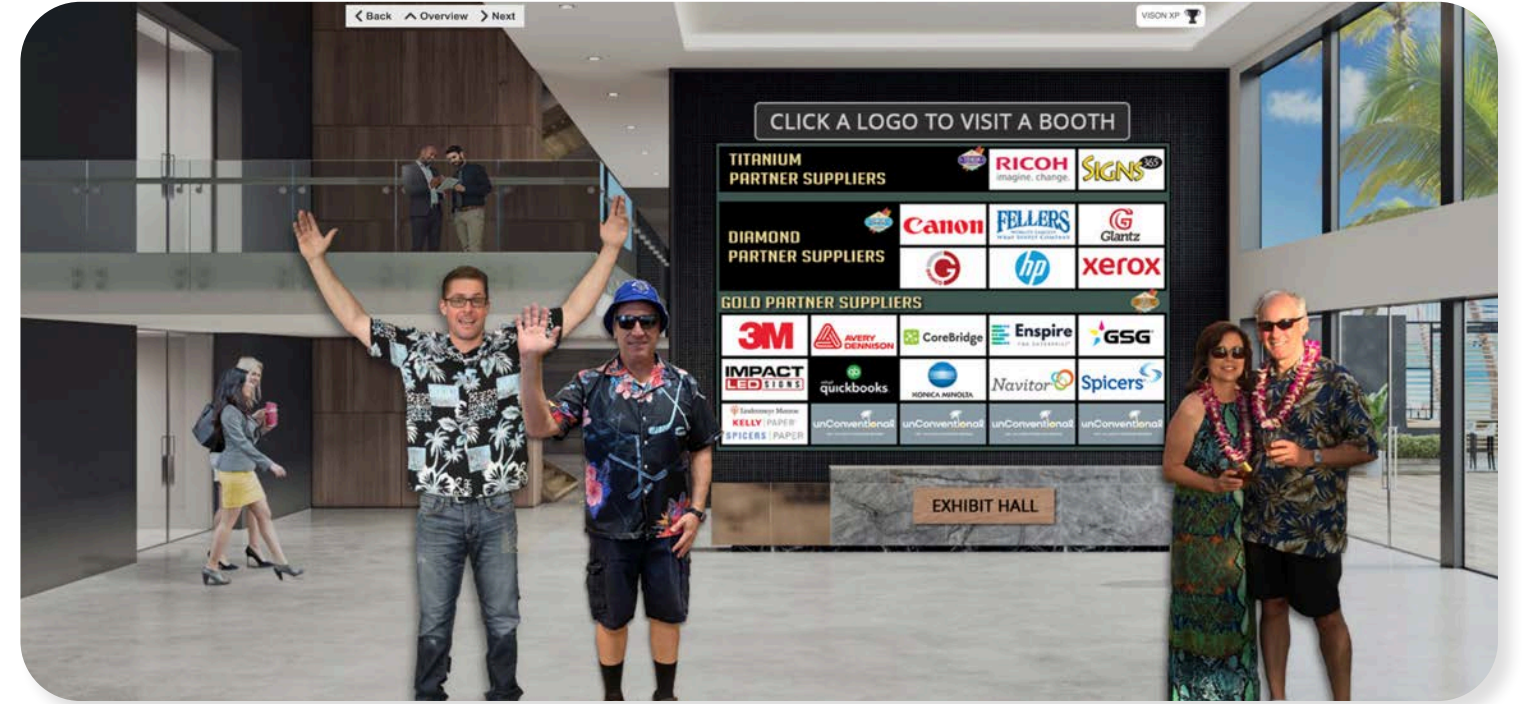 Back Overview Next
VISON XP
CLICK A LOGO TO VISIT A BOOTH
TITANIUM
PARTNER SUPPLIERS
RICOH
imagine. change.
SIGNS365
DIAMOND
PARTNER SUPPLIERS
Canon
FELLERS
G
Glantz
G
hp
xerox
GOLD PARTNER SUPPLIERS
3M
AVERY
DENNISON
CoreBridge
Enspire
GSG
IMPACT
LED SIGNS
quickbooks.
KONICA MINOLTA
Navitor
Spicers
KELLY PAPER
SPICERS PAPER
unConventional
unConventional
unConventional
unConventional
EXHIBIT HALL